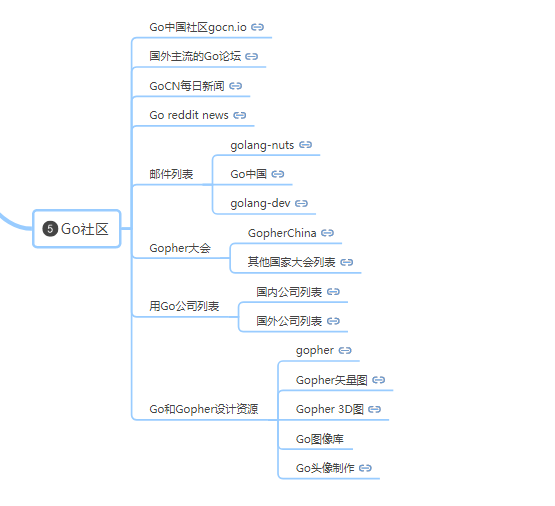 Go中国社区gocn.io
国外主流的Go论坛
GoCN每日新闻
Go reddit news
邮件列表
golang-nuts
Go中国
golang-dev
5 Go社区
Gopher大会
GopherChina
其他国家大会列表
用Go公司列表
国内公司列表
国外公司列表
Go和Gopher设计资源
gopher
Gopher矢量图
Gopher 3D图
Go图像库
Go头像制作